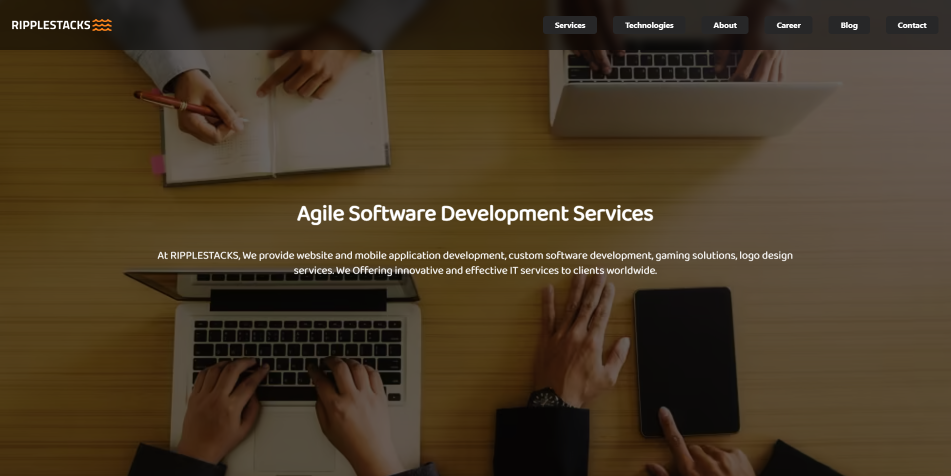 RIPPLESTACKS
Services
Technologies
About
Career
Blog
Contact
Agile Software Development Services
At RIPPLESTACKS, We provide website and mobile application development, custom software development, gaming solutions, logo design
services. We Offering innovative and effective IT services to clients worldwide.